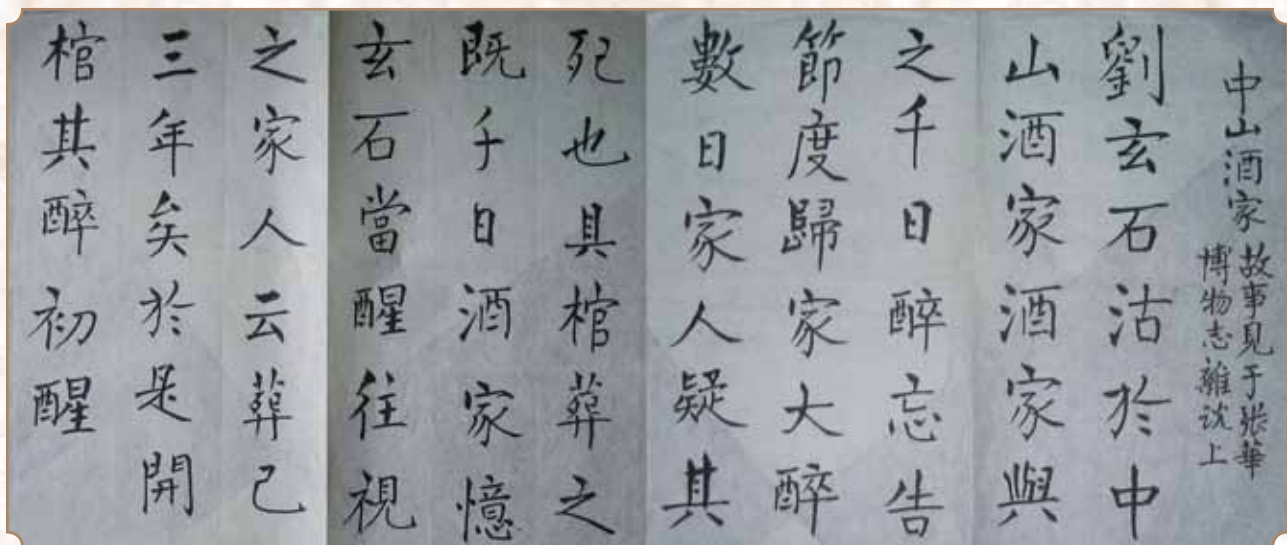 中山酒家
故事見于张華
博物志雜说上
劉玄石沽於中
山酒家酒家與
之千日醉忘告
節度歸家大醉
數日家人疑其
死也具棺葬之
既千日酒家憶
玄石當醒往視
之家人云葬已
三年矣於是開
棺其醉初醒